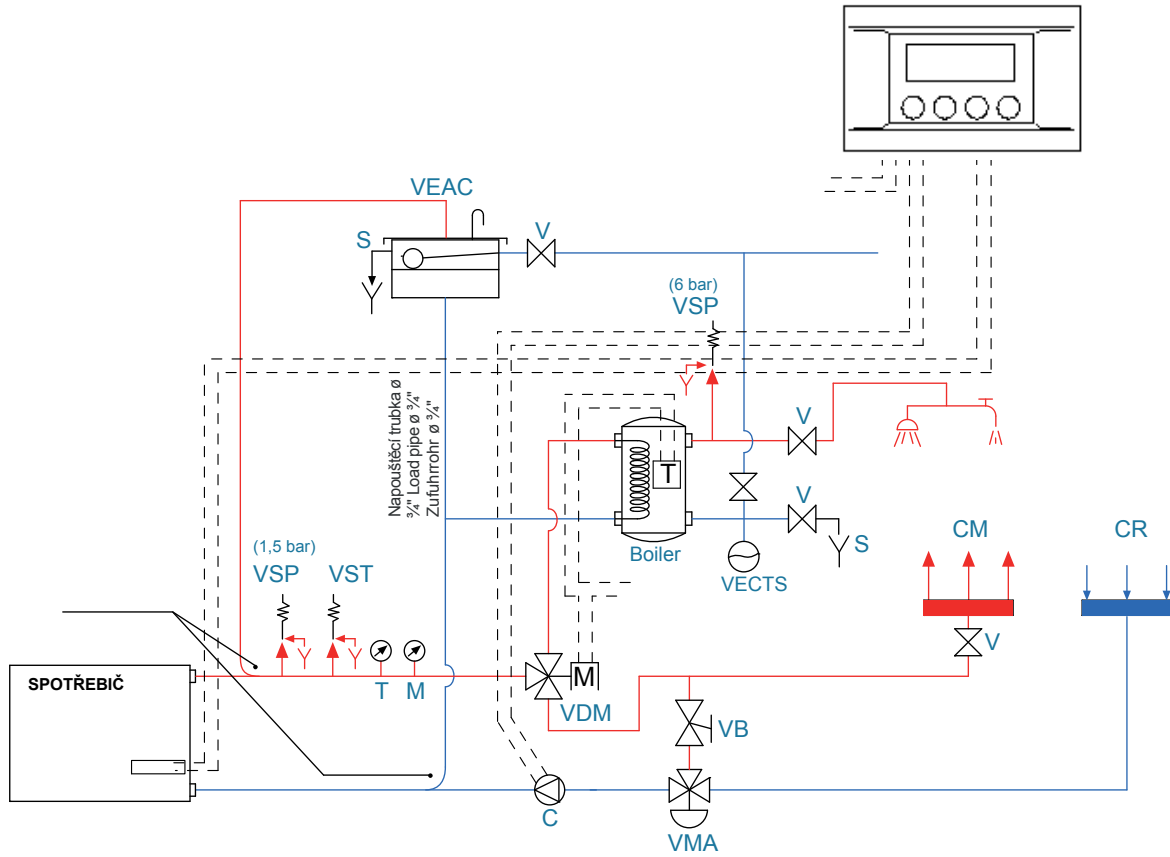 VEAC
S
V
(6 bar)
VSP
Napouštěcí trubka ø
¾" Load pipe ø ¾"
Zufuhrrohr ø ¾"
V
T
V
Boiler
S
VECTS
CM
CR
(1,5 bar)
VSP
VST
V
SPOTŘEBIČ
T
M
M
VDM
VB
C
VMA